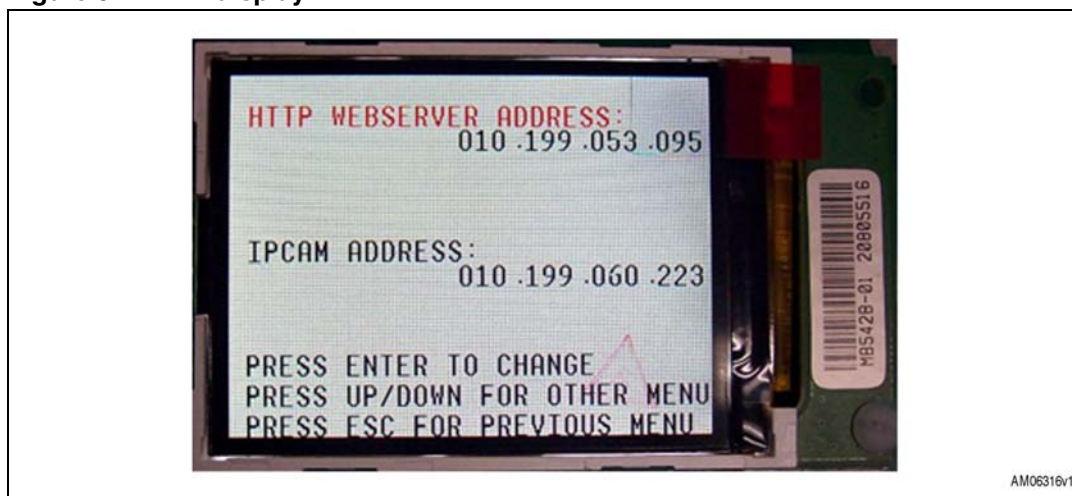 HTTP WEBSERVER ADDRESS:
010 .199 .053 .095
IPCAM ADDRESS:
010 .199 .060 .223
PRESS ENTER TO CHANGE
PRESS UP/DOWN FOR OTHER MENU
PRESS ESC FOR PREVIOUS MENU
MB542B-01 20805516
AM06316v1